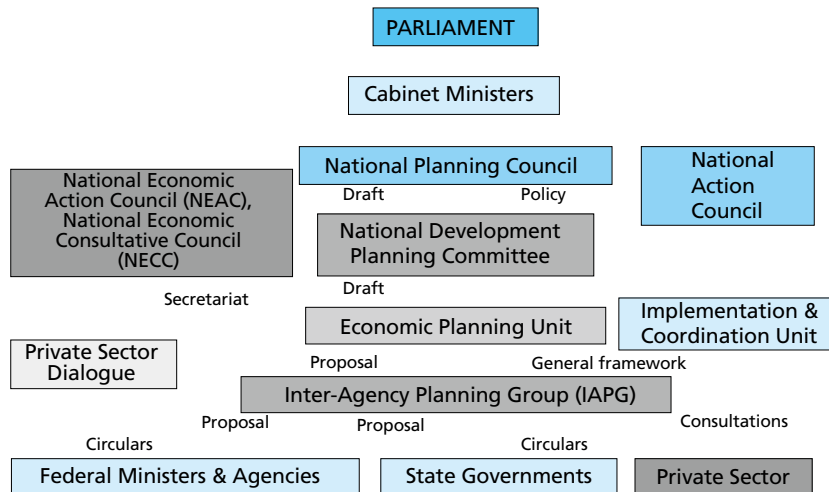 PARLIAMENT
Cabinet Ministers
National Planning Council
National
Action
Council
National Economic
Action Council (NEAC),
National Economic
Consultative Council
(NECC)
Draft
Policy
National Development
Planning Committee
Secretariat
Draft
Economic Planning Unit
Implementation &
Coordination Unit
Private Sector
Dialogue
Proposal
General framework
Inter-Agency Planning Group (IAPG)
Proposal
Proposal
Consultations
Circulars
Circulars
Federal Ministers & Agencies
State Governments
Private Sector